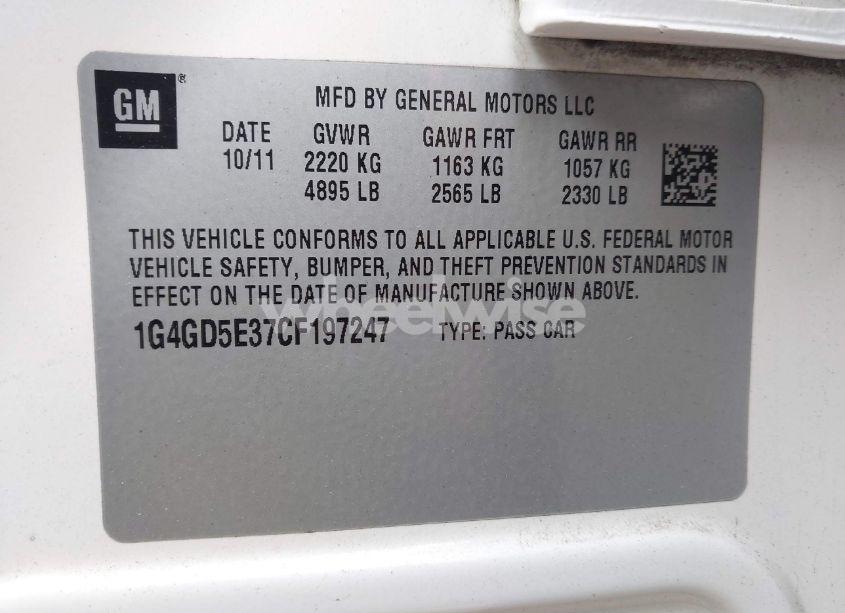 GM®
MFD BY GENERAL MOTORS LLC
DATE GVWR GAWR FRT GAWR RR
10/11 2220 KG 1163 KG 1057 KG
4895 LB 2565 LB 2330 LB
THIS VEHICLE CONFORMS TO ALL APPLICABLE U.S. FEDERAL MOTOR
VEHICLE SAFETY, BUMPER, AND THEFT PREVENTION STANDARDS IN
EFFECT ON THE DATE OF MANUFACTURE SHOWN ABOVE.
wheelwise
1G4GD5E37CF197247 TYPE: PASS CAR